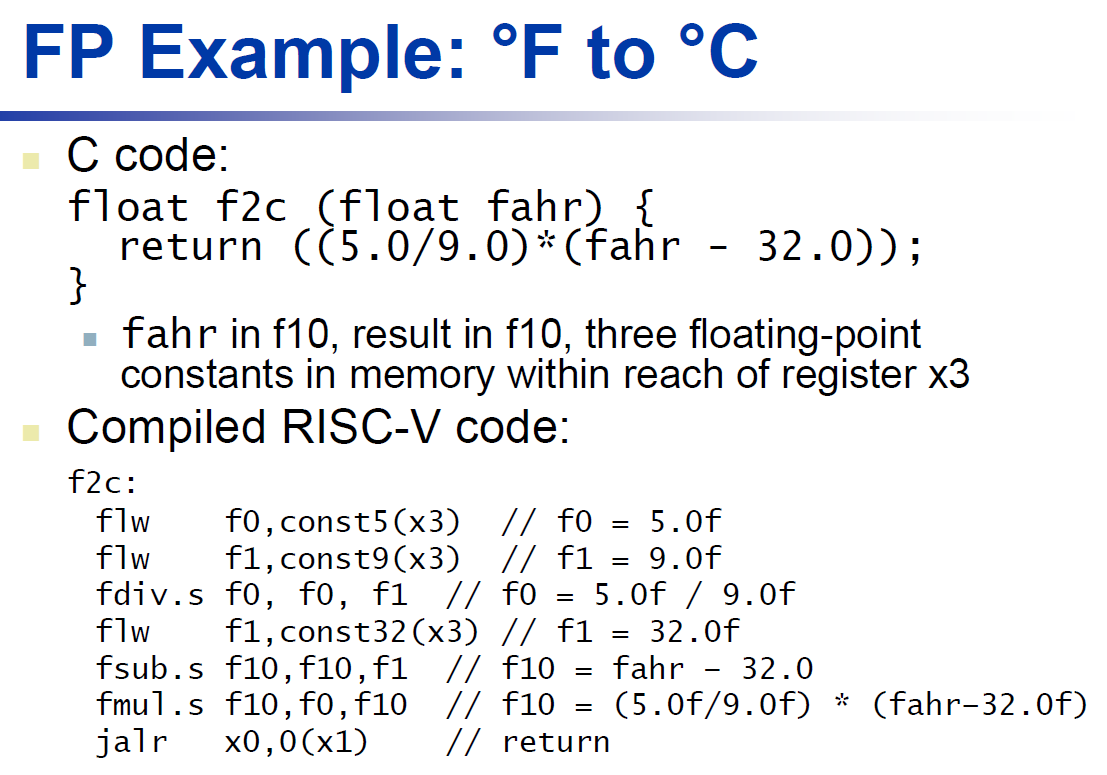 FP Example: °F to °C
C code:
float f2c (float fahr) {
return ((5.0/9.0)*(fahr - 32.0));
}
fahr in f10, result in f10, three floating-point
constants in memory within reach of register x3
Compiled RISC-V code:
f2c:
flw f0,const5(x3) // f0 = 5.0f
flw f1,const9(x3) // f1 = 9.0f
fdiv.s f0, f0, f1 // f0 = 5.0f / 9.0f
flw f1,const32(x3) // f1 = 32.0f
fsub.s f10,f10,f1 // f10 = fahr – 32.0
fmul.s f10,f0,f10 // f10 = (5.0f/9.0f) * (fahr–32.0f)
jalr x0,0(x1) // return